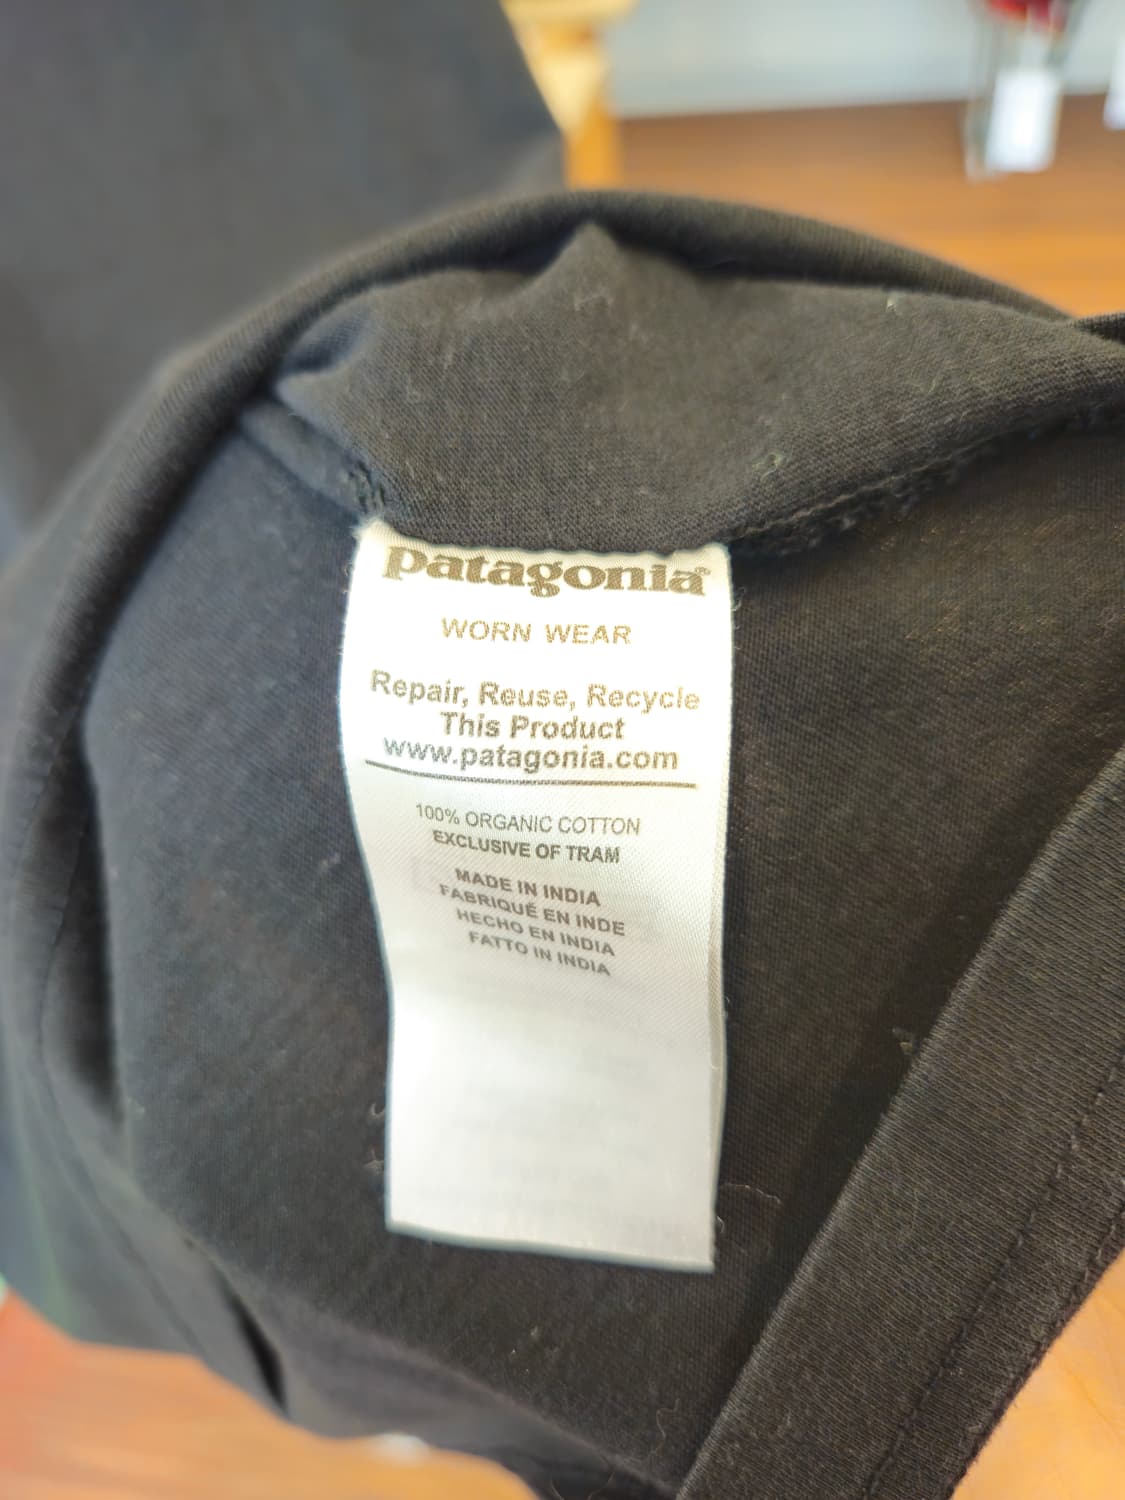 patagonia®
WORN WEAR
Repair, Reuse, Recycle
This Product
www.patagonia.com
100% ORGANIC COTTON
EXCLUSIVE OF TRAM
MADE IN INDIA
FABRIQUÉ EN INDE
HECHO EN INDIA
FATTO IN INDIA